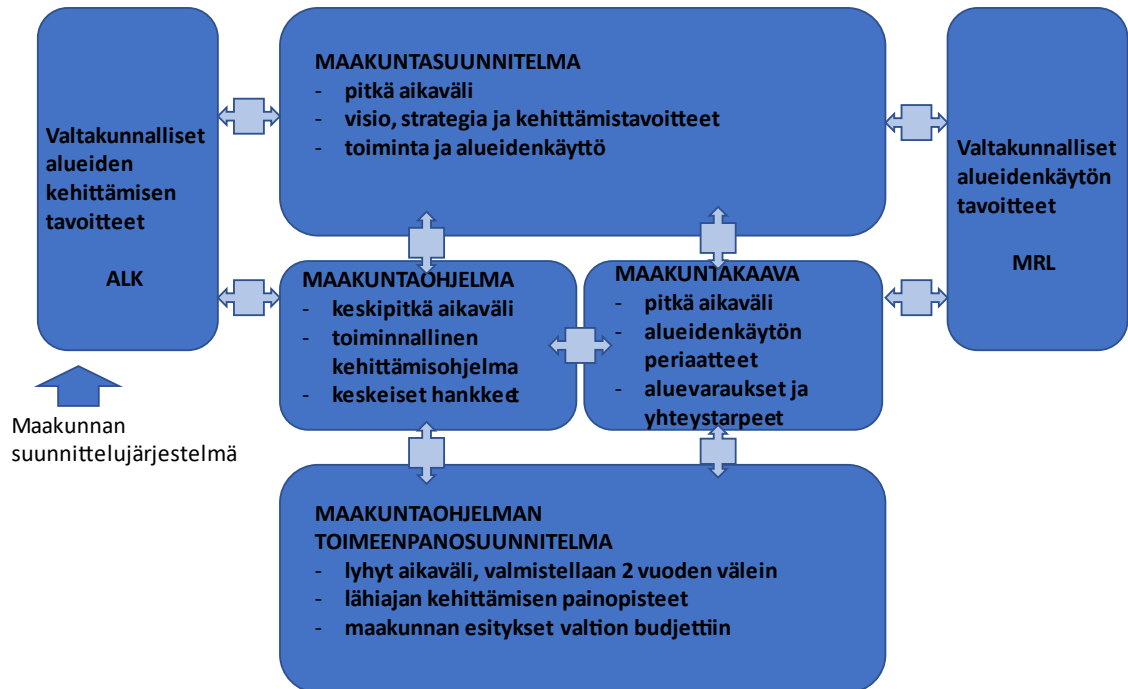 Valtakunnalliset
alueiden
kehittämisen
tavoitteet
ALK
MAAKUNTASUUNNITELMA
- pitkä aikaväli
- visio, strategia ja kehittämistavoitteet
- toiminta ja alueidenkäyttö
Valtakunnalliset
alueidenkäytön
tavoitteet
MRL
MAAKUNTAOHJELMA
- keskipitkä aikaväli
- toiminnallinen
kehittämisohjelma
- keskeiset hankkeet
MAAKUNTAKAAVA
- pitkä aikaväli
- alueidenkäytön
periaatteet
- aluevaraukset ja
yhteystarpeet
Maakunnan
suunnittelujärjestelmä
MAAKUNTAOHJELMAN
TOIMEENPANOSUUNNITELMA
- lyhyt aikaväli, valmistellaan 2 vuoden välein
- lähiajan kehittämisen painopisteet
- maakunnan esitykset valtion budjettiin